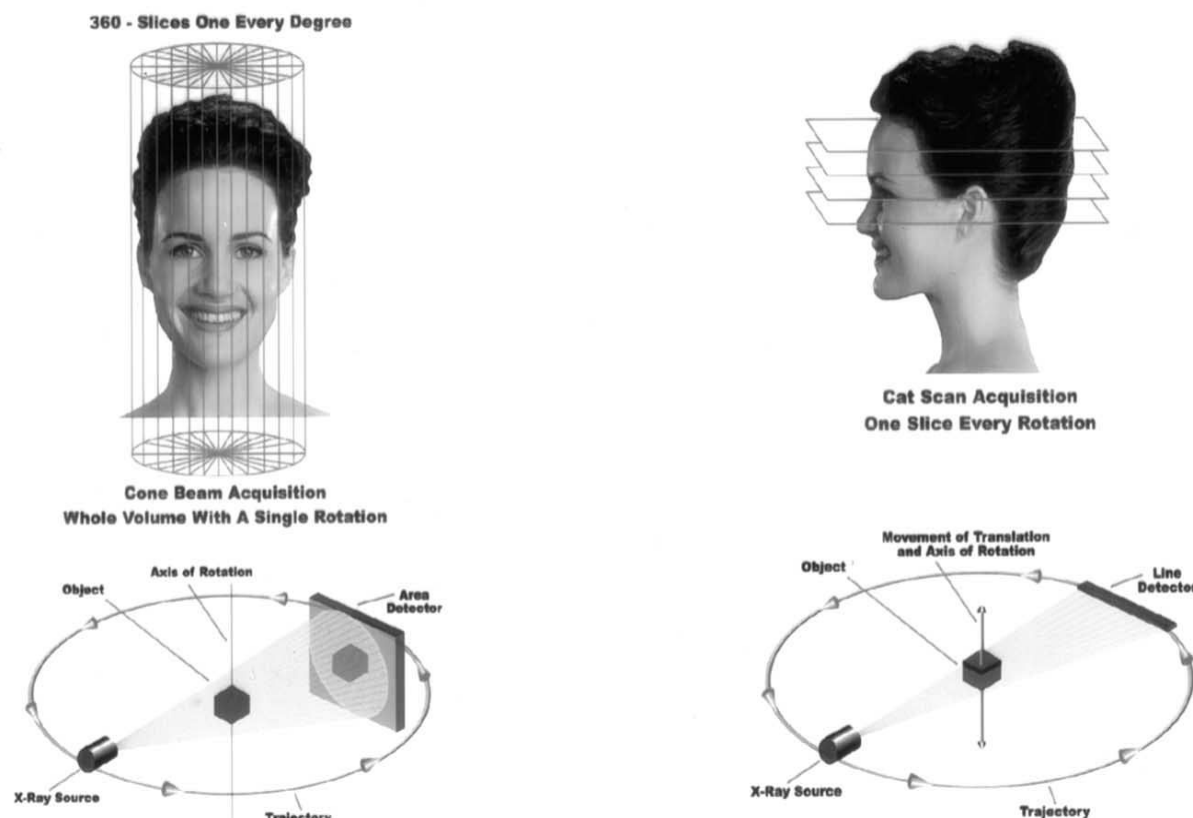 360 - Slices One Every Degree
Cone Beam Acquisition
Whole Volume With A Single Rotation
Axis of Rotation
Object
Area
Detector
X-Ray Source
Trajectory
Cat Scan Acquisition
One Slice Every Rotation
Movement of Translation
and Axis of Rotation
Object
Line
Detector
X-Ray Source
Trajectory